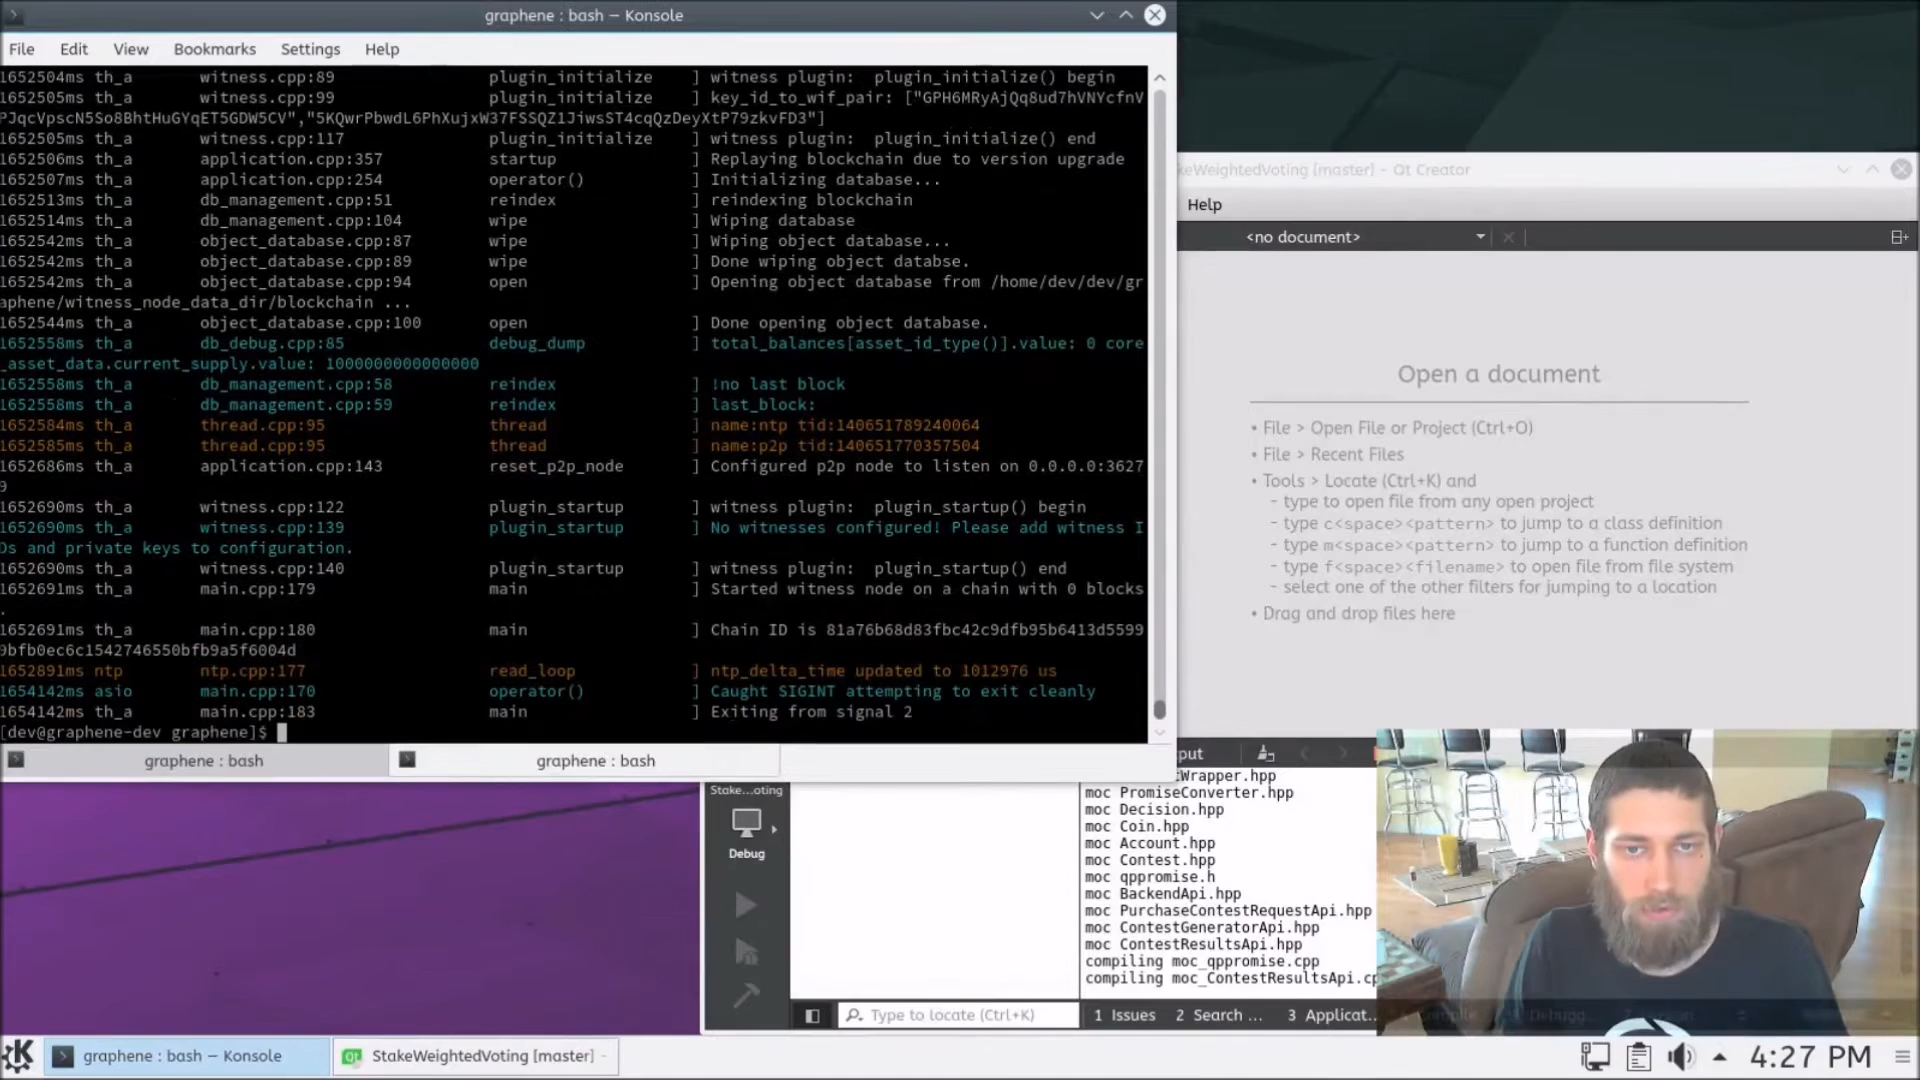 graphene : bash – Konsole
File Edit View Bookmarks Settings Help
1652504ms th_a witness.cpp:89 plugin_initialize ] witness plugin: plugin_initialize() begin
1652505ms th_a witness.cpp:99 plugin_initialize ] key_id_to_wif_pair: ["GPH6MRyAjQq8ud7hVNYcfnV
PJqcVpscN5So8BhtHuGYqET5GDW5CV","5KQwrPbwdL6PhXujxW37FSSQZ1JiwsST4cqQzDeyXtP79zkvFD3"]
1652505ms th_a witness.cpp:117 plugin_initialize ] witness plugin: plugin_initialize() end
1652506ms th_a application.cpp:357 startup ] Replaying blockchain due to version upgrade
1652507ms th_a application.cpp:254 operator() ] Initializing database...
1652513ms th_a db_management.cpp:51 reindex ] reindexing blockchain
1652514ms th_a db_management.cpp:104 wipe ] Wiping database
1652542ms th_a object_database.cpp:87 wipe ] Wiping object database...
1652542ms th_a object_database.cpp:89 wipe ] Done wiping object databse.
1652542ms th_a object_database.cpp:94 open ] Opening object database from /home/dev/dev/gr
aphene/witness_node_data_dir/blockchain ...
1652544ms th_a object_database.cpp:100 open ] Done opening object database.
1652558ms th_a db_debug.cpp:85 debug_dump ] total_balances[asset_id_type()].value: 0 core
_asset_data.current_supply.value: 1000000000000000
1652558ms th_a db_management.cpp:58 reindex ] !no last block
1652558ms th_a db_management.cpp:59 reindex ] last_block:
1652584ms th_a thread.cpp:95 thread ] name:ntp tid:140651789240064
1652585ms th_a thread.cpp:95 thread ] name:p2p tid:140651770357504
1652686ms th_a application.cpp:143 reset_p2p_node ] Configured p2p node to listen on 0.0.0.0:3627
9
1652690ms th_a witness.cpp:122 plugin_startup ] witness plugin: plugin_startup() begin
1652690ms th_a witness.cpp:139 plugin_startup ] No witnesses configured! Please add witness I
Ds and private keys to configuration.
1652690ms th_a witness.cpp:140 plugin_startup ] witness plugin: plugin_startup() end
1652691ms th_a main.cpp:179 main ] Started witness node on a chain with 0 blocks
.
1652691ms th_a main.cpp:180 main ] Chain ID is 81a76b68d83fbc42c9dfb95b6413d5599
9bfb0ec6c1542746550bfb9a5f6004d
1652891ms ntp ntp.cpp:177 read_loop ] ntp_delta_time updated to 1012976 us
1654142ms asio main.cpp:170 operator() ] Caught SIGINT attempting to exit cleanly
1654142ms th_a main.cpp:183 main ] Exiting from signal 2
[dev@graphene-dev graphene]$
graphene : bash graphene : bash
keWeightedVoting [master] - Qt Creator
Help
<no document>
Open a document
• File > Open File or Project (Ctrl+O)
• File > Recent Files
• Tools > Locate (Ctrl+K) and
- type to open file from any open project
- type c<space><pattern> to jump to a class definition
- type m<space><pattern> to jump to a function definition
- type f<space><filename> to open file from file system
- select one of the other filters for jumping to a location
• Drag and drop files here
Stake...oting
Debug
put
tWrapper.hpp
moc PromiseConverter.hpp
moc Decision.hpp
moc Coin.hpp
moc Account.hpp
moc Contest.hpp
moc qppromise.h
moc BackendApi.hpp
moc PurchaseContestRequestApi.hpp
moc ContestGeneratorApi.hpp
moc ContestResultsApi.hpp
compiling moc_qppromise.cpp
compiling moc_ContestResultsApi.cp
Type to locate (Ctrl+K) 1 Issues 2 Search ... 3 Applicat...
graphene : bash – Konsole StakeWeightedVoting [master] - 4:27 PM